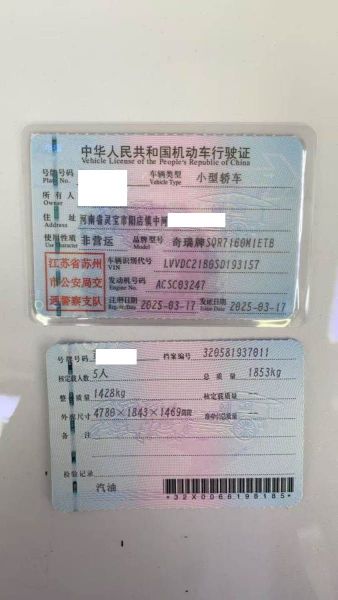 中华人民共和国机动车行驶证
Vehicle License of the People's Republic of China
号牌号码 车辆类型 小型轿车
Plate No. Vehicle Type
所有人
Owner
住址 河南省灵宝市阳店镇中河
Address
使用性质 非营运 品牌型号 奇瑞牌SQR7160M1ETB
Use Character Model
江苏省苏州 车辆识别代号 LVVDC21B6SD193157
VIN
市公安局交 发动机号码 ACSC03247
Engine No.
通警察支队 注册日期 2025-03-17 发证日期 2025-03-17
Register Date Issue Date
号牌号码 档案编号 320581937011
核定载人数 5人 总质量 1853kg
整备质量 1428kg 核定载质量
外廓尺寸 4780×1843×1469mm 准牵引总质量
备注
检验记录
汽油
*32X0066198185*